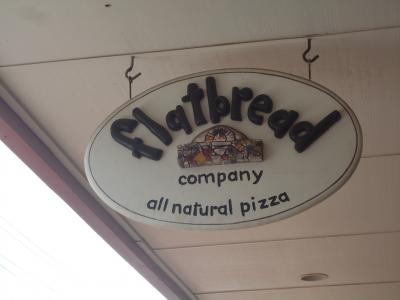 flatbread
company
all natural pizza